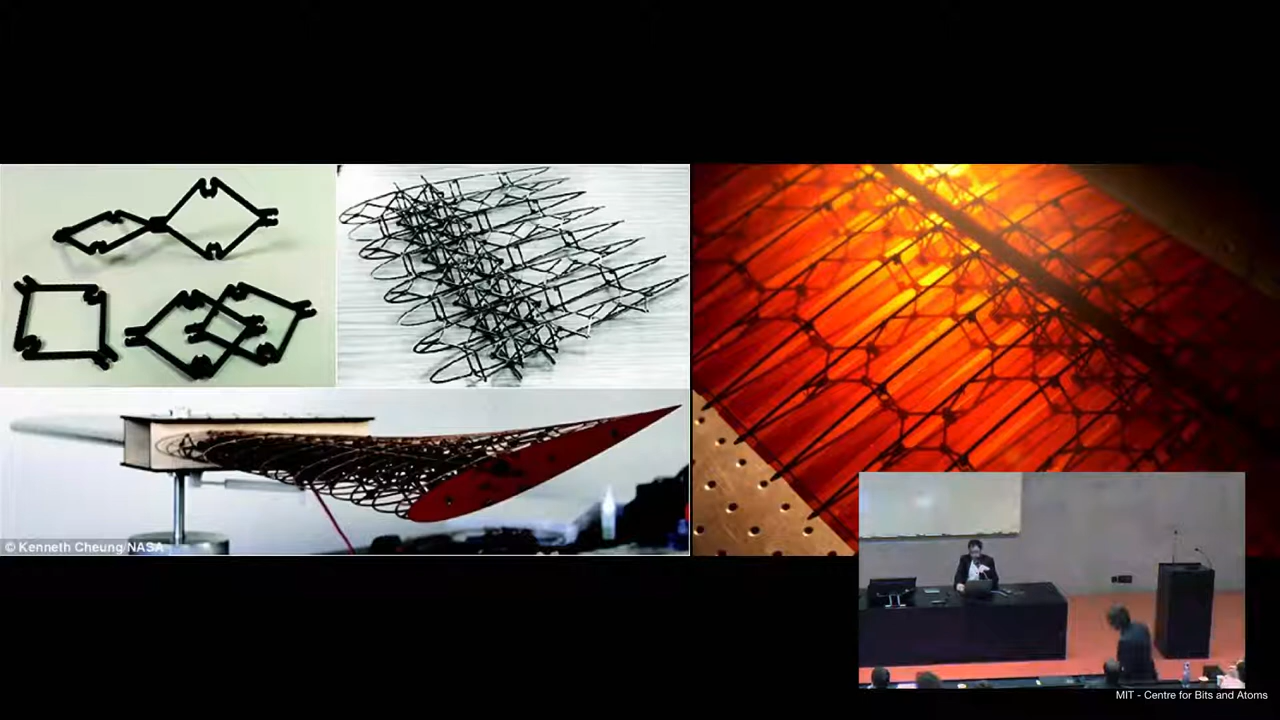 © Kenneth Cheung/NASA
MIT - Centre for Bits and Atoms